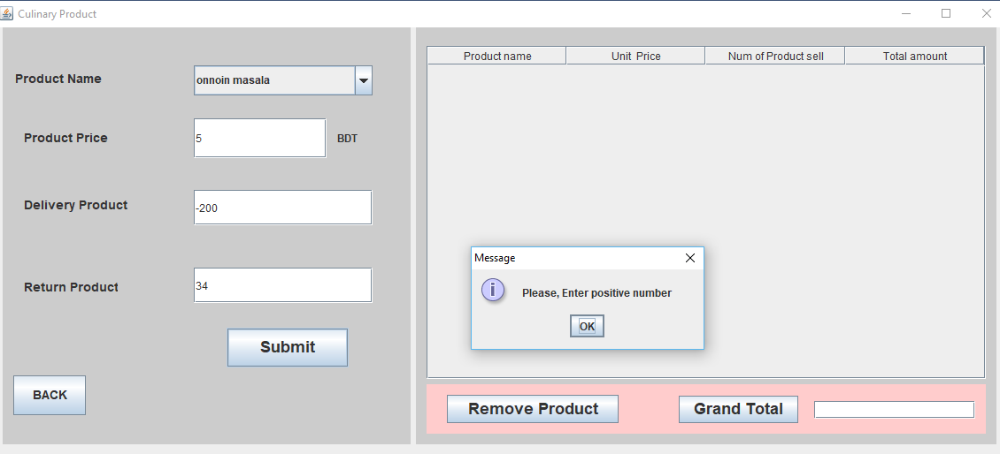 Culinary Product
Product Name
onnoin masala
Product Price
5
BDT
Delivery Product
-200
Return Product
34
Submit
BACK
Product name
Unit Price
Num of Product sell
Total amount
Message
i
Please, Enter positive number
OK
Remove Product
Grand Total